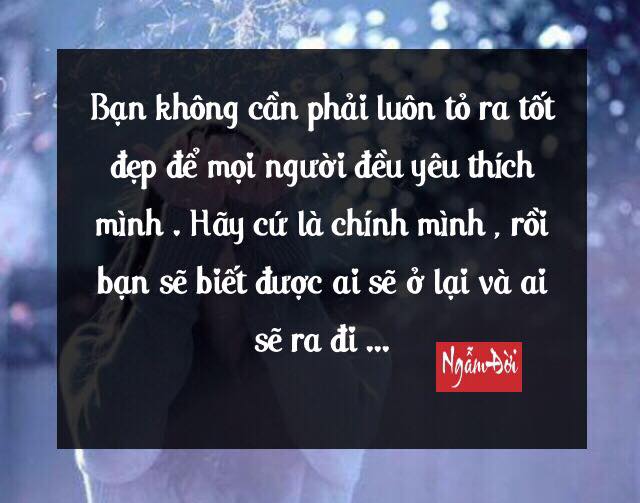 Bạn không cần phải luôn tỏ ra tốt
đẹp để mọi người đều yêu thích
mình . Hãy cứ là chính mình , rồi
bạn sẽ biết được ai sẽ ở lại và ai
sẽ ra đi ...
Ngẫm Đời